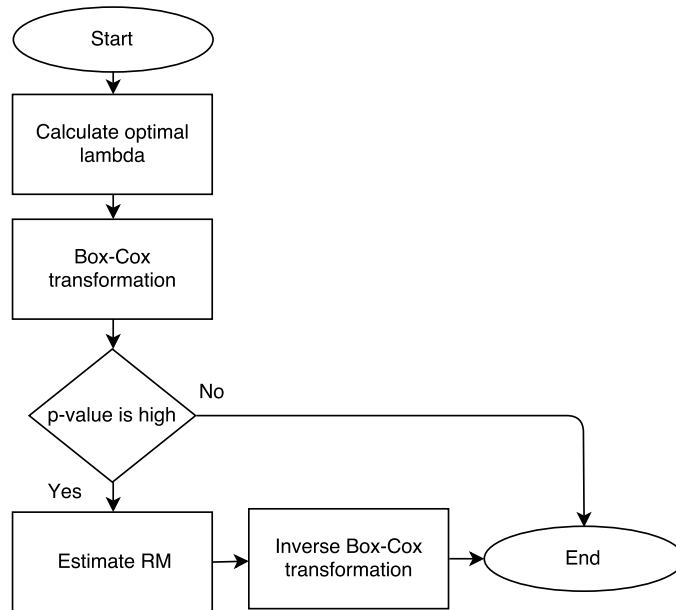 Start
Calculate optimal
lambda
Box-Cox
transformation
p-value is high
No
Yes
Estimate RM
Inverse Box-Cox
transformation
End